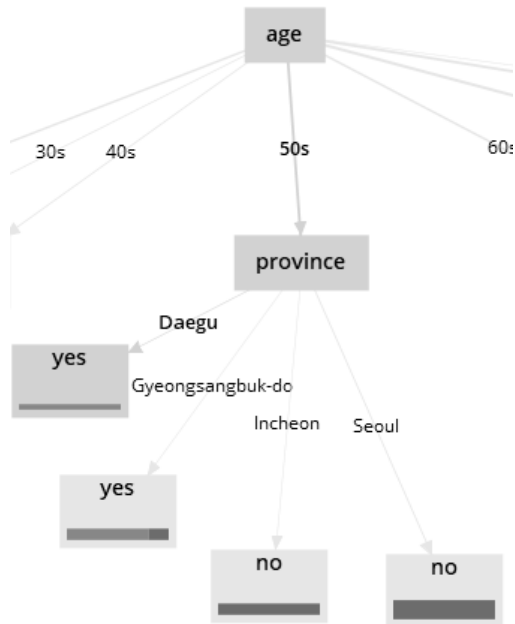 age
30s
40s
50s
60s
province
Daegu
yes
Gyeongsangbuk-do
Incheon
Seoul
yes
no
no